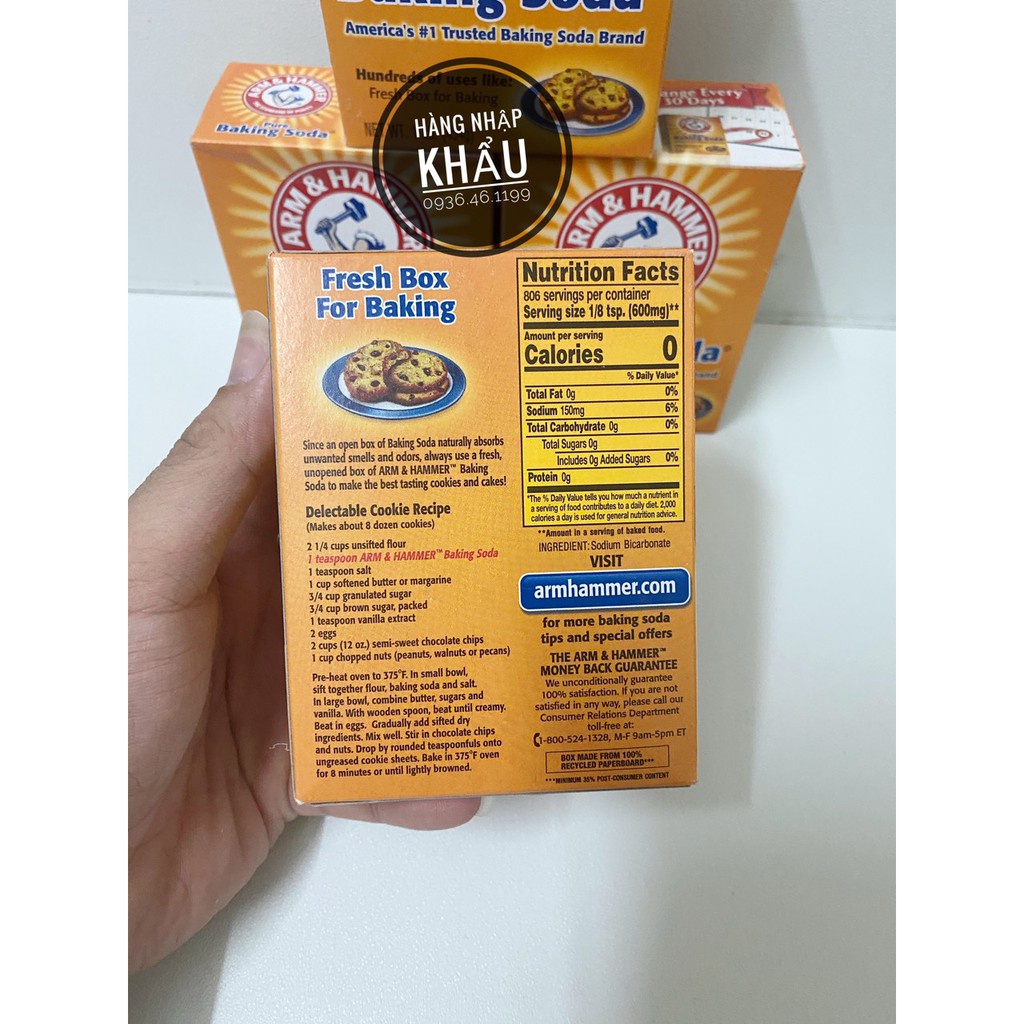 Baking Soda
America's #1 Trusted Baking Soda Brand
Hundreds of uses like:
Fresh Box for Baking
NET
HÀNG NHẬP
KHẨU
0936.46.1199
ARM & HAMMER
Pure
Baking Soda
ange Every
30 Days
ARM & HAMMER
ARM & HAMMER
da
Fresh Box
For Baking
Since an open box of Baking Soda naturally absorbs
unwanted smells and odors, always use a fresh,
unopened box of ARM & HAMMER™ Baking
Soda to make the best tasting cookies and cakes!
Delectable Cookie Recipe
(Makes about 8 dozen cookies)
2 1/4 cups unsifted flour
1 teaspoon ARM & HAMMER™ Baking Soda
1 teaspoon salt
1 cup softened butter or margarine
3/4 cup granulated sugar
3/4 cup brown sugar, packed
1 teaspoon vanilla extract
2 eggs
2 cups (12 oz.) semi-sweet chocolate chips
1 cup chopped nuts (peanuts, walnuts or pecans)
Pre-heat oven to 375°F. In small bowl,
sift together flour, baking soda and salt.
In large bowl, combine butter, sugars and
vanilla. With wooden spoon, beat until creamy.
Beat in eggs. Gradually add sifted dry
ingredients. Mix well. Stir in chocolate chips
and nuts. Drop by rounded teaspoonfuls onto
ungreased cookie sheets. Bake in 375°F oven
for 8 minutes or until lightly browned.
Nutrition Facts
806 servings per container
Serving size 1/8 tsp. (600mg)**
Amount per serving
Calories 0
% Daily Value*
Total Fat 0g 0%
Sodium 150mg 6%
Total Carbohydrate 0g 0%
Total Sugars 0g
Includes 0g Added Sugars 0%
Protein 0g
*The % Daily Value tells you how much a nutrient in
a serving of food contributes to a daily diet. 2,000
calories a day is used for general nutrition advice.
**Amount in a serving of baked food.
INGREDIENT: Sodium Bicarbonate
VISIT
armhammer.com
for more baking soda
tips and special offers
THE ARM & HAMMER™
MONEY BACK GUARANTEE
We unconditionally guarantee
100% satisfaction. If you are not
satisfied in any way, please call our
Consumer Relations Department
toll-free at:
1-800-524-1328, M-F 9am-5pm ET
BOX MADE FROM 100%
RECYCLED PAPERBOARD***
***MINIMUM 35% POST-CONSUMER CONTENT